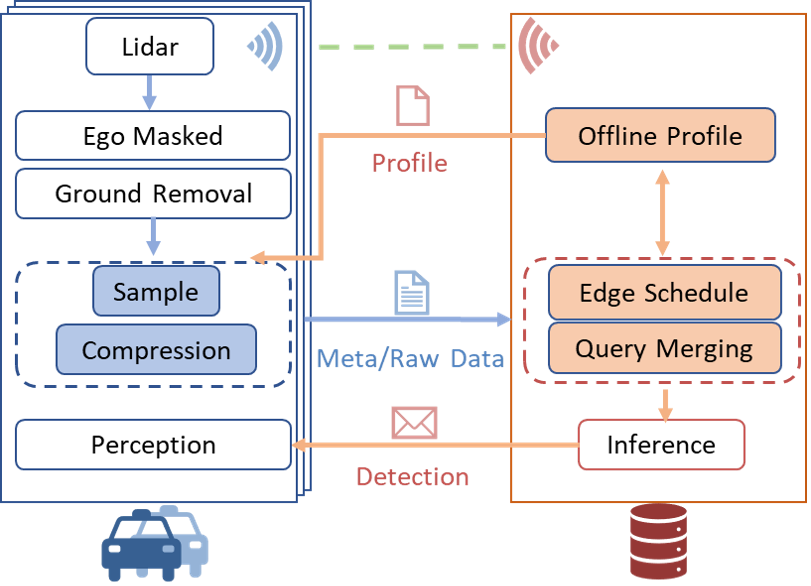 Lidar
Ego Masked
Ground Removal
Sample
Compression
Perception
Profile
Meta/Raw Data
Detection
Offline Profile
Edge Schedule
Query Merging
Inference